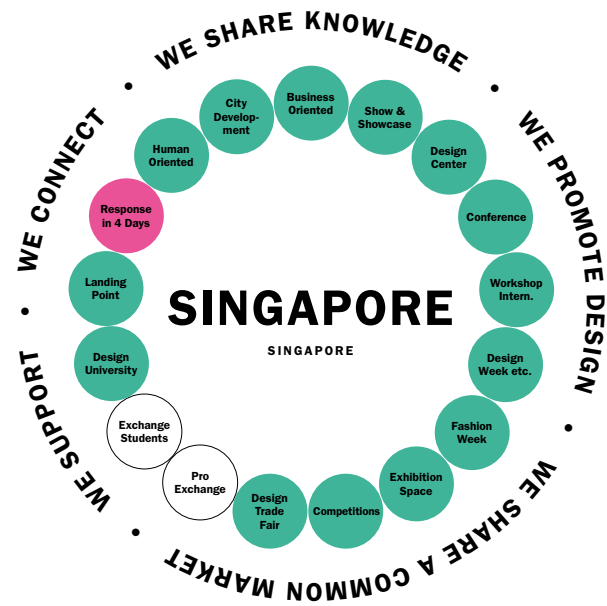 WE SHARE KNOWLEDGE
•
WE PROMOTE DESIGN
•
WE SHARE A COMMON MARKET
•
WE SUPPORT
•
WE CONNECT
•
Business
Oriented
Show &
Showcase
Design
Center
Conference
Workshop
Intern.
Design
Week etc.
Fashion
Week
Exhibition
Space
Competitions
Design
Trade
Fair
Pro
Exchange
Exchange
Students
Design
University
Landing
Point
Response
in 4 Days
Human
Oriented
City
Develop-
ment
SINGAPORE
SINGAPORE